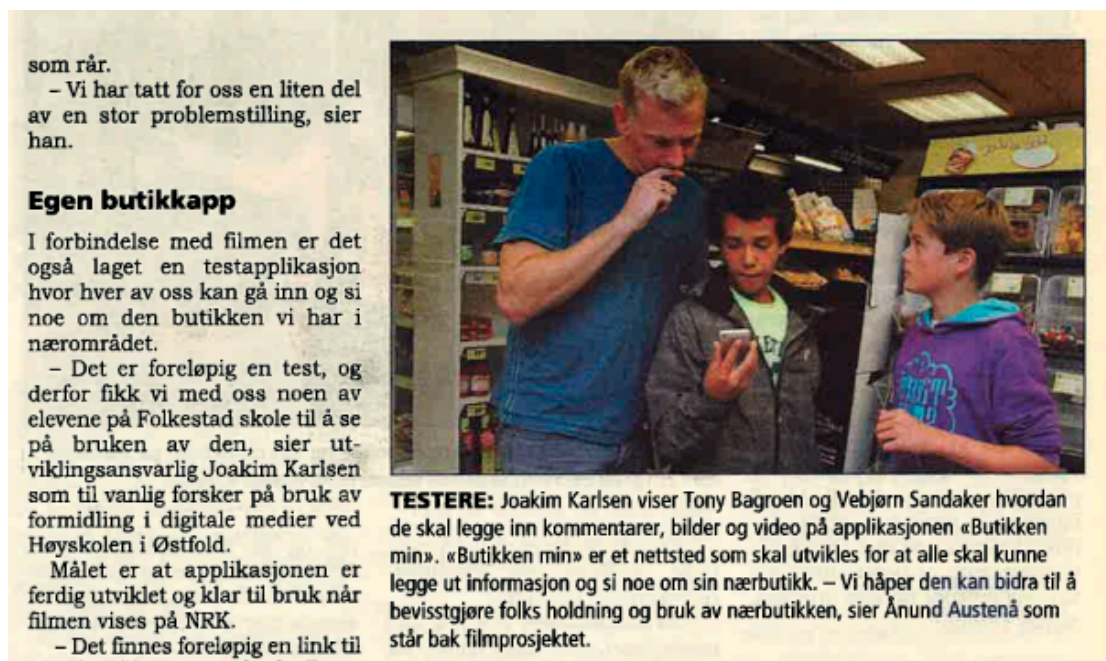 som rår.
– Vi har tatt for oss en liten del
av en stor problemstilling, sier
han.
Egen butikkapp
I forbindelse med filmen er det
også laget en testapplikasjon
hvor hver av oss kan gå inn og si
noe om den butikken vi har i
nærområdet.
– Det er foreløpig en test, og
derfor fikk vi med oss noen av
elevene på Folkestad skole til å se
på bruken av den, sier ut-
viklingsansvarlig Joakim Karlsen
som til vanlig forsker på bruk av
formidling i digitale medier ved
Høyskolen i Østfold.
Målet er at applikasjonen er
ferdig utviklet og klar til bruk når
filmen vises på NRK.
– Det finnes foreløpig en link til
TESTERE: Joakim Karlsen viser Tony Bagroen og Vebjørn Sandaker hvordan
de skal legge inn kommentarer, bilder og video på applikasjonen «Butikken
min». «Butikken min» er et nettsted som skal utvikles for at alle skal kunne
legge ut informasjon og si noe om sin nærbutikk. – Vi håper den kan bidra til å
bevisstgjøre folks holdning og bruk av nærbutikken, sier Ånund Austenå som
står bak filmprosjektet.